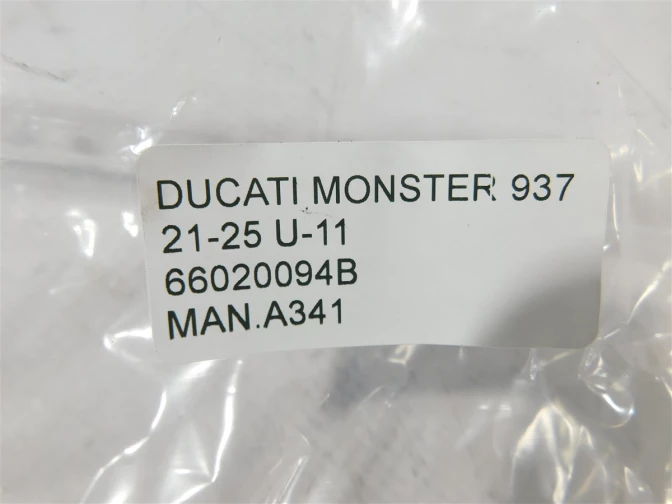 DUCATI MONSTER 937
21-25 U-11
66020094B
MAN.A341